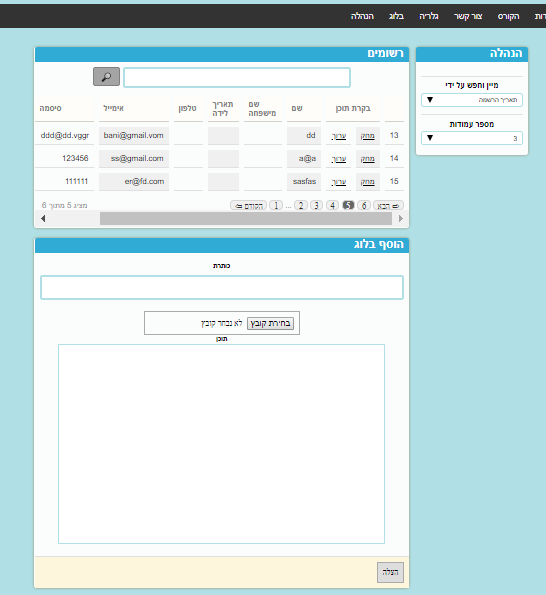 דות הקורס צור קשר גלריה בלוג הנהלה
הנהלה
מיין וחפש על ידי
תאריך הרשמה
מספר עמודות
3
רשומים
בקרת תוכן שם שם מישפחה תאריך לידה טלפון אימייל סיסמה
13 מחק ערוך dd bani@gmail.vom ddd@dd.vggr
14 מחק ערוך a@a ss@gmail.com 123456
15 מחק ערוך sasfas er@fd.com 111111
הבא 6 5 4 3 2 ... 1 הקודם
מציג 5 מתוך 6
הוסף בלוג
כותרת
בחירת קובץ לא נבחר קובץ
תוכן
העלה